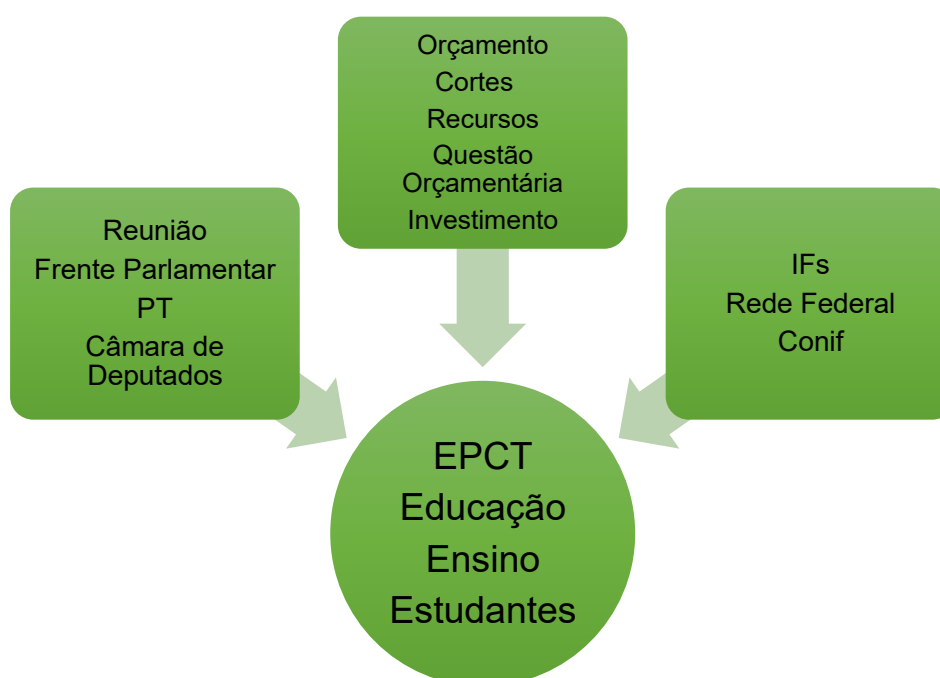 Orçamento
Cortes
Recursos
Questão
Orçamentária
Investimento
Reunião
Frente Parlamentar
PT
Câmara de
Deputados
IFs
Rede Federal
Conif
EPCT
Educação
Ensino
Estudantes